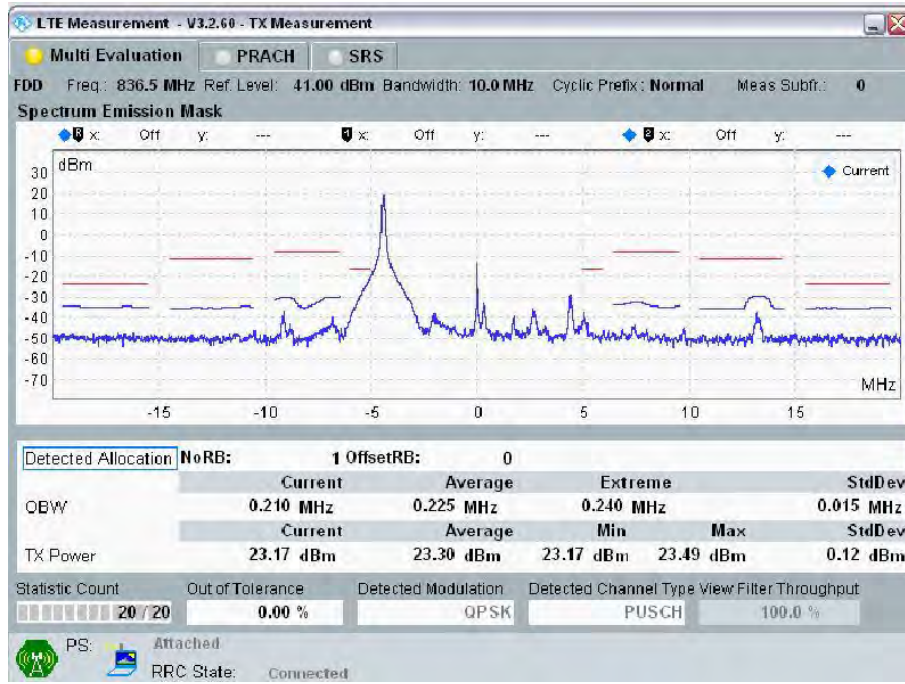 LTE Measurement - V3.2.60 - TX Measurement
Multi Evaluation PRACH SRS
FDD Freq.: 836.5 MHz Ref. Level: 41.00 dBm Bandwidth: 10.0 MHz Cyclic Prefix: Normal Meas Subfr.: 0
Spectrum Emission Mask
R x: Off y: --- 1 x: Off y: --- 2 x: Off y: ---
dBm
Current
30
20
10
0
-10
-20
-30
-40
-50
-60
-70
MHz
-15 -10 -5 0 5 10 15
Detected Allocation NoRB: 1 OffsetRB: 0
Current Average Extreme StdDev
OBW 0.210 MHz 0.225 MHz 0.240 MHz 0.015 MHz
Current Average Min Max StdDev
TX Power 23.17 dBm 23.30 dBm 23.17 dBm 23.49 dBm 0.12 dBm
Statistic Count Out of Tolerance Detected Modulation Detected Channel Type View Filter Throughput
20 / 20 0.00 % QPSK PUSCH 100.0 %
PS: Attached
RRC State: Connected